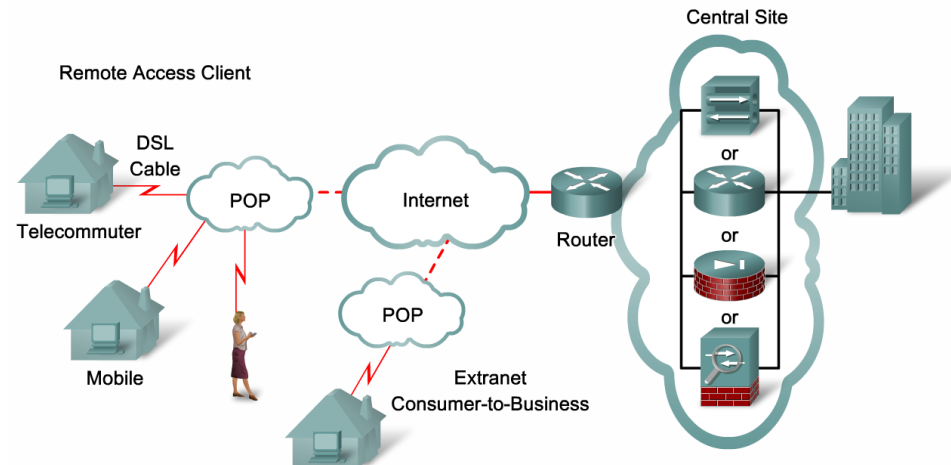 Central Site
Remote Access Client
DSL
Cable
POP
Internet
Telecommuter
Router
or
or
or
POP
Mobile
Extranet
Consumer-to-Business